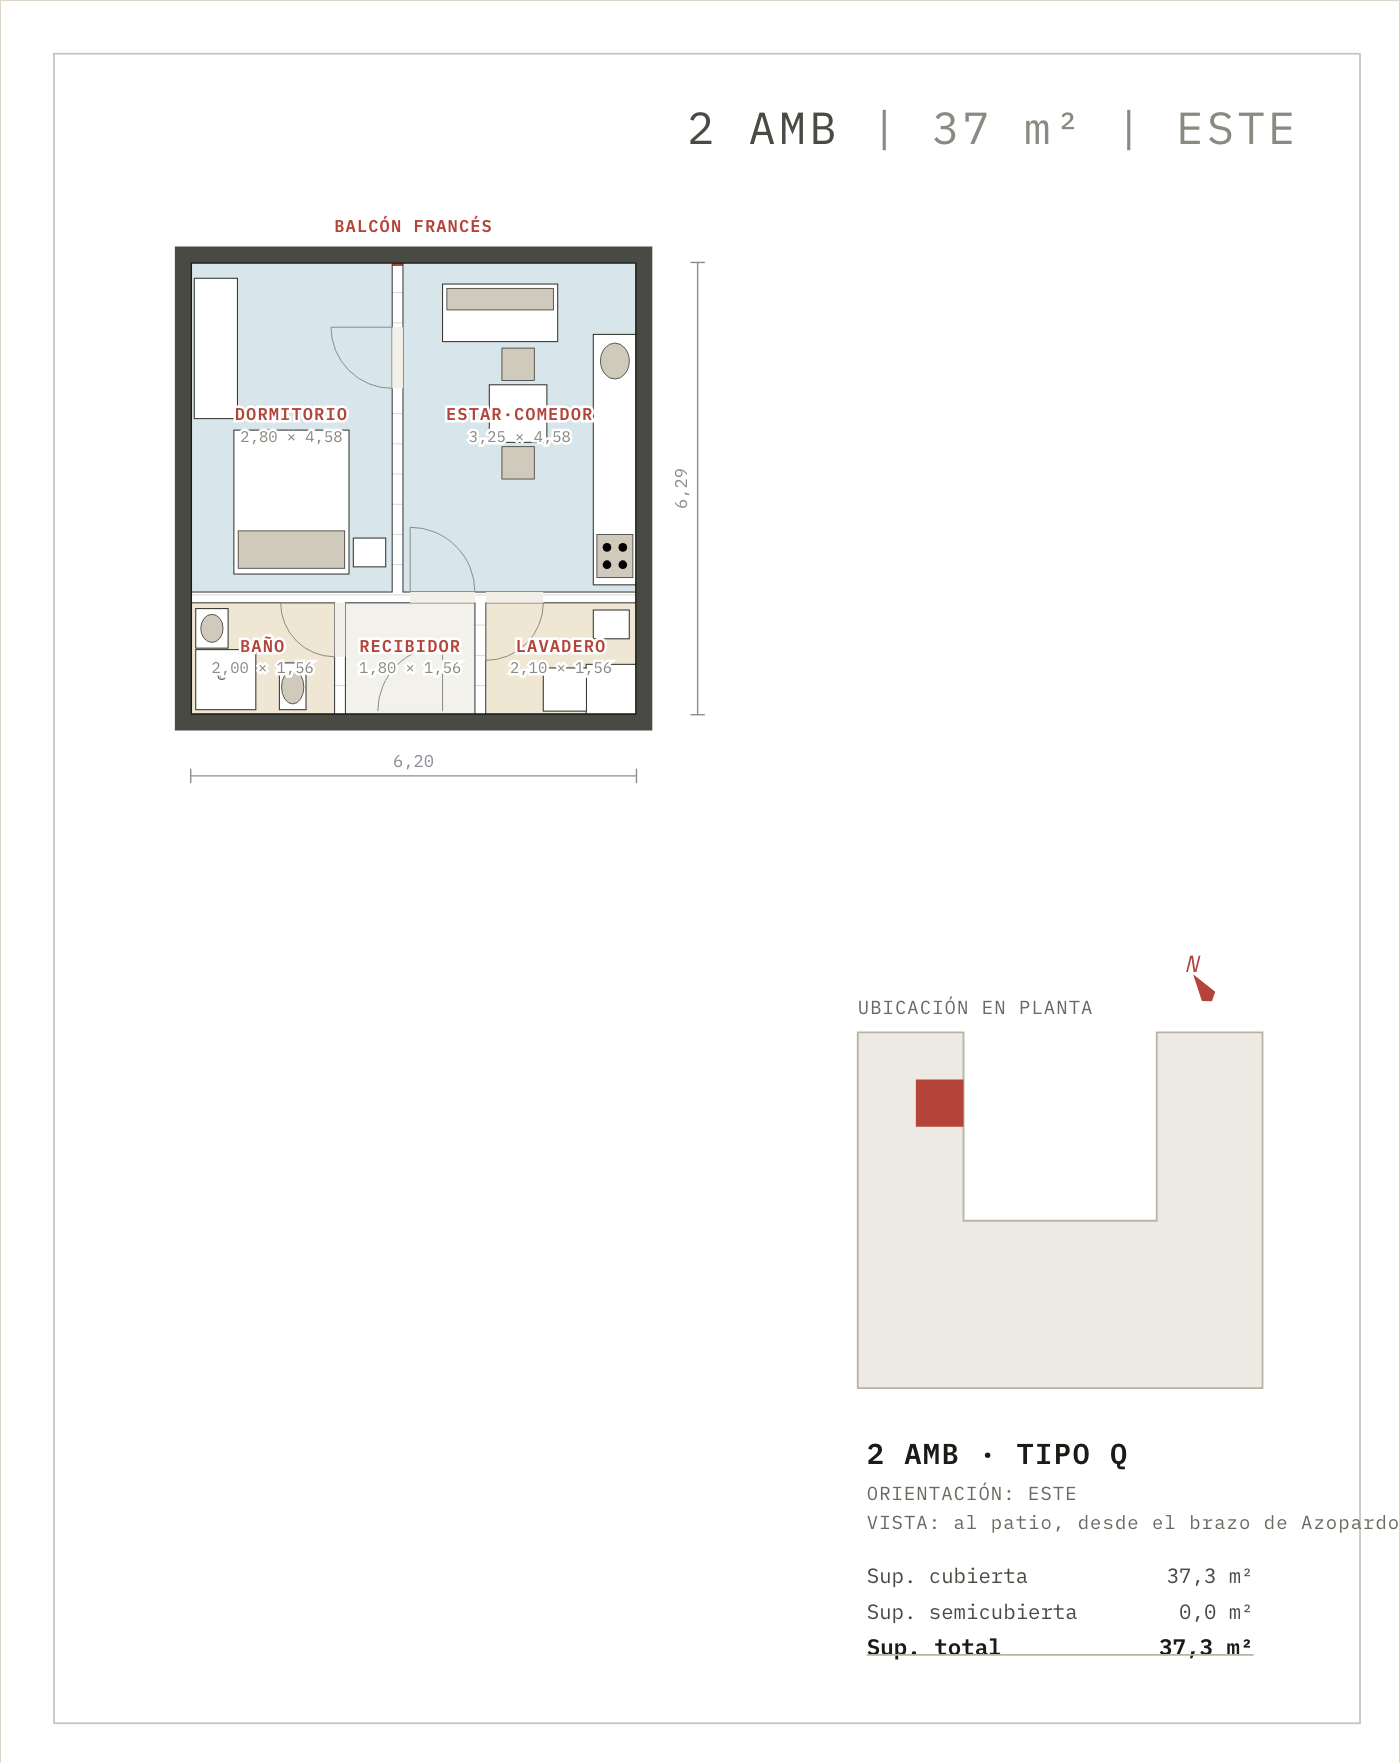 2 AMB | 37 m² | ESTE
BALCÓN FRANCÉS
DORMITORIO
2,80 × 4,58
ESTAR·COMEDOR
3,25 × 4,58
6,29
BAÑO
2,00 × 1,56
RECIBIDOR
1,80 × 1,56
LAVADERO
2,10 × 1,56
6,20
N
UBICACIÓN EN PLANTA
2 AMB · TIPO Q
ORIENTACIÓN: ESTE
VISTA: al patio, desde el brazo de Azopardo
Sup. cubierta 37,3 m²
Sup. semicubierta 0,0 m²
Sup. total 37,3 m²